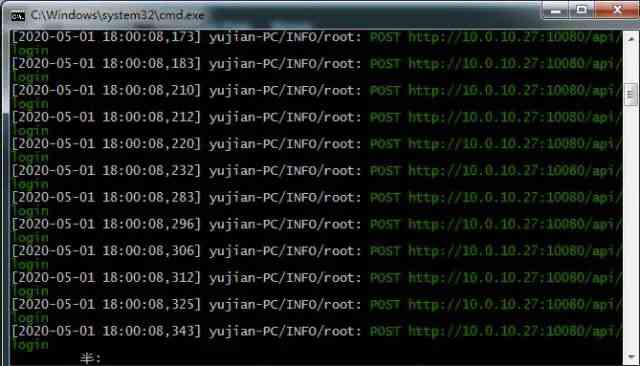 C:\Windows\system32\cmd.exe
[2020-05-01 18:00:08,173] yujian-PC/INFO/root: POST http://10.0.10.27:10080/api/
login
[2020-05-01 18:00:08,183] yujian-PC/INFO/root: POST http://10.0.10.27:10080/api/
login
[2020-05-01 18:00:08,210] yujian-PC/INFO/root: POST http://10.0.10.27:10080/api/
login
[2020-05-01 18:00:08,212] yujian-PC/INFO/root: POST http://10.0.10.27:10080/api/
login
[2020-05-01 18:00:08,220] yujian-PC/INFO/root: POST http://10.0.10.27:10080/api/
login
[2020-05-01 18:00:08,232] yujian-PC/INFO/root: POST http://10.0.10.27:10080/api/
login
[2020-05-01 18:00:08,283] yujian-PC/INFO/root: POST http://10.0.10.27:10080/api/
login
[2020-05-01 18:00:08,296] yujian-PC/INFO/root: POST http://10.0.10.27:10080/api/
login
[2020-05-01 18:00:08,306] yujian-PC/INFO/root: POST http://10.0.10.27:10080/api/
login
[2020-05-01 18:00:08,312] yujian-PC/INFO/root: POST http://10.0.10.27:10080/api/
login
[2020-05-01 18:00:08,325] yujian-PC/INFO/root: POST http://10.0.10.27:10080/api/
login
[2020-05-01 18:00:08,343] yujian-PC/INFO/root: POST http://10.0.10.27:10080/api/
login
半: